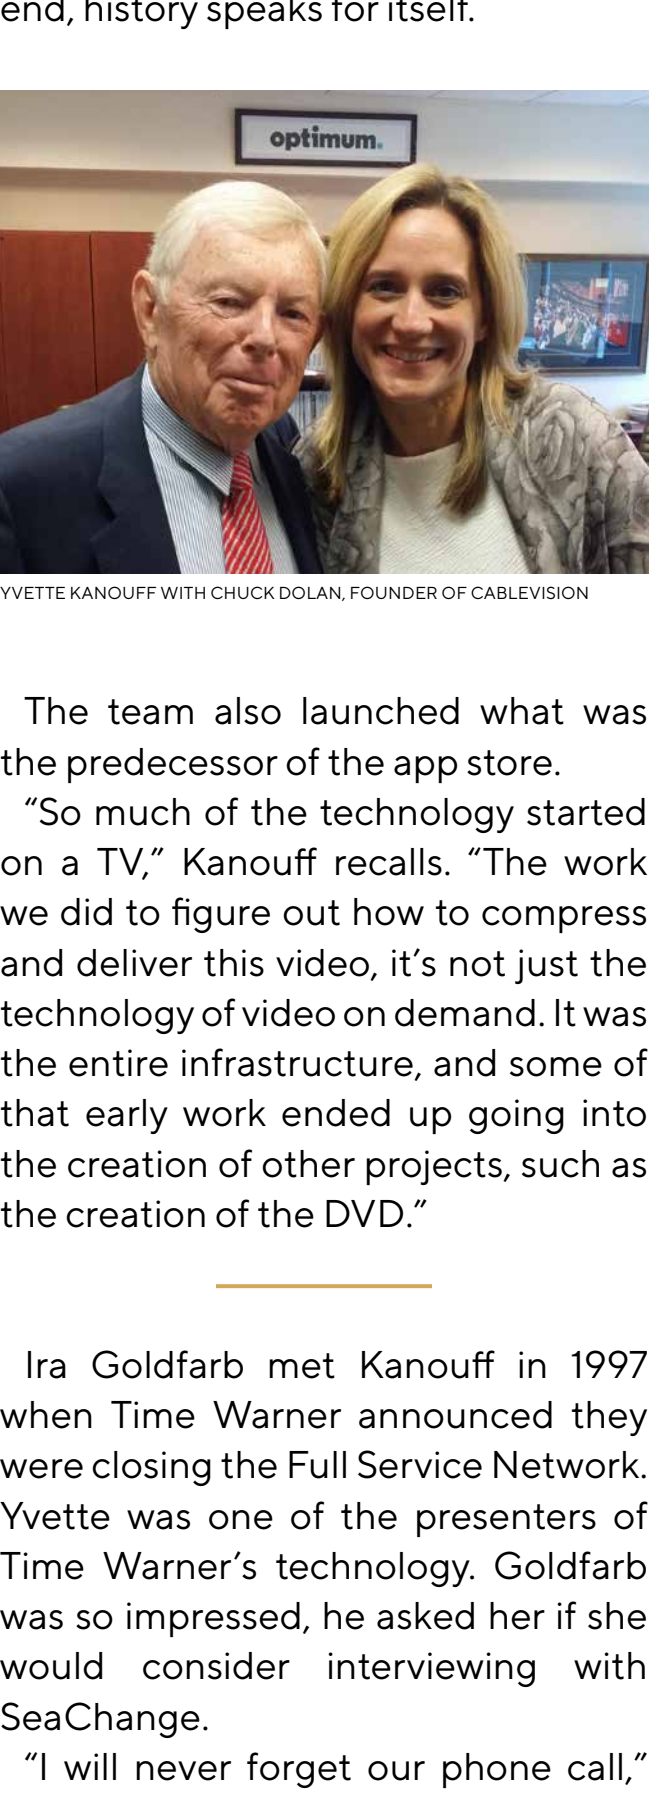 end, history speaks for itself.
optimum.
YVETTE KANOUFF WITH CHUCK DOLAN, FOUNDER OF CABLEVISION
The team also launched what was
the predecessor of the app store.
“So much of the technology started
on a TV,” Kanouff recalls. “The work
we did to figure out how to compress
and deliver this video, it’s not just the
technology of video on demand. It was
the entire infrastructure, and some of
that early work ended up going into
the creation of other projects, such as
the creation of the DVD.”
Ira Goldfarb met Kanouff in 1997
when Time Warner announced they
were closing the Full Service Network.
Yvette was one of the presenters of
Time Warner’s technology. Goldfarb
was so impressed, he asked her if she
would consider interviewing with
SeaChange.
“I will never forget our phone call,”